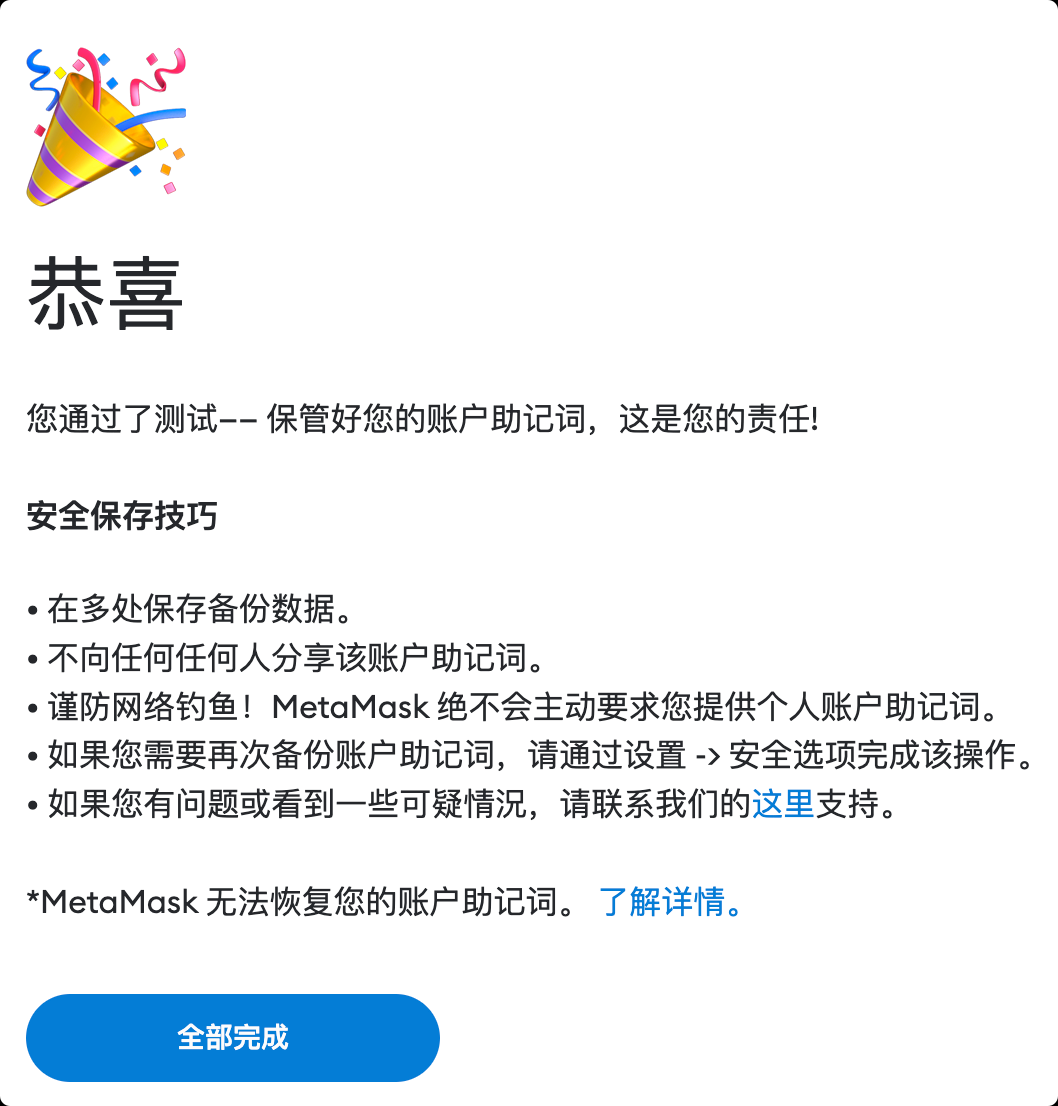 恭喜
您通过了测试–– 保管好您的账户助记词，这是您的责任!
安全保存技巧
• 在多处保存备份数据。
• 不向任何任何人分享该账户助记词。
• 谨防网络钓鱼！MetaMask 绝不会主动要求您提供个人账户助记词。
• 如果您需要再次备份账户助记词，请通过设置 -> 安全选项完成该操作。
• 如果您有问题或看到一些可疑情况，请联系我们的这里支持。
*MetaMask 无法恢复您的账户助记词。 了解详情。
全部完成